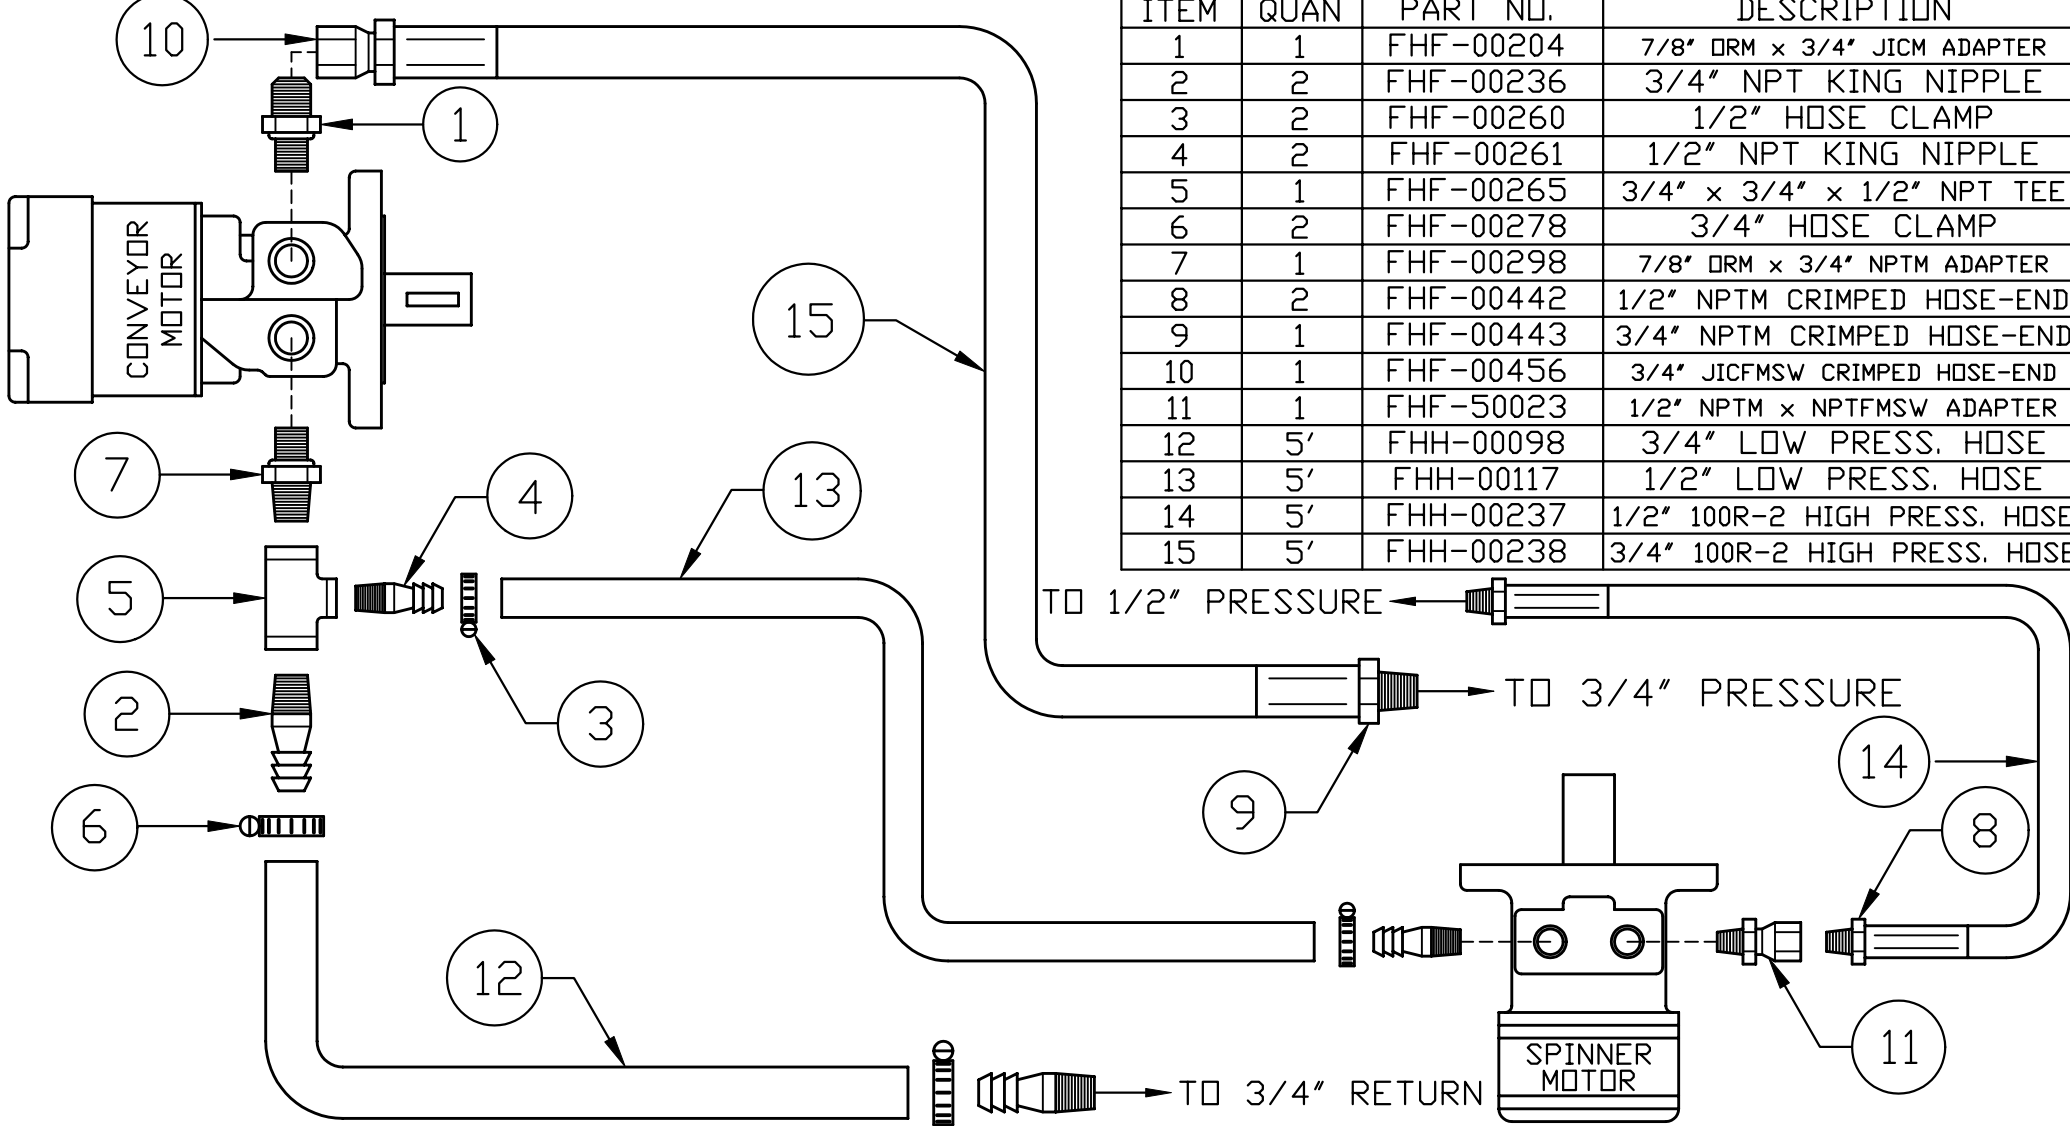 ITEM QUAN PART NO. DESCRIPTION
1 1 FHF-00204 7/8" ORM x 3/4" JICM ADAPTER
2 2 FHF-00236 3/4" NPT KING NIPPLE
3 2 FHF-00260 1/2" HOSE CLAMP
4 2 FHF-00261 1/2" NPT KING NIPPLE
5 1 FHF-00265 3/4" x 3/4" x 1/2" NPT TEE
6 2 FHF-00278 3/4" HOSE CLAMP
7 1 FHF-00298 7/8" ORM x 3/4" NPTM ADAPTER
8 2 FHF-00442 1/2" NPTM CRIMPED HOSE-END
9 1 FHF-00443 3/4" NPTM CRIMPED HOSE-END
10 1 FHF-00456 3/4" JICFMSW CRIMPED HOSE-END
11 1 FHF-50023 1/2" NPTM x NPTFMSW ADAPTER
12 5' FHH-00098 3/4" LOW PRESS. HOSE
13 5' FHH-00117 1/2" LOW PRESS. HOSE
14 5' FHH-00237 1/2" 100R-2 HIGH PRESS. HOSE
15 5' FHH-00238 3/4" 100R-2 HIGH PRESS. HOSE
10
1
CONVEYOR
MOTOR
15
7
4
13
5
TO 1/2" PRESSURE
2
3
TO 3/4" PRESSURE
14
6
9
8
12
11
SPINNER
MOTOR
TO 3/4" RETURN